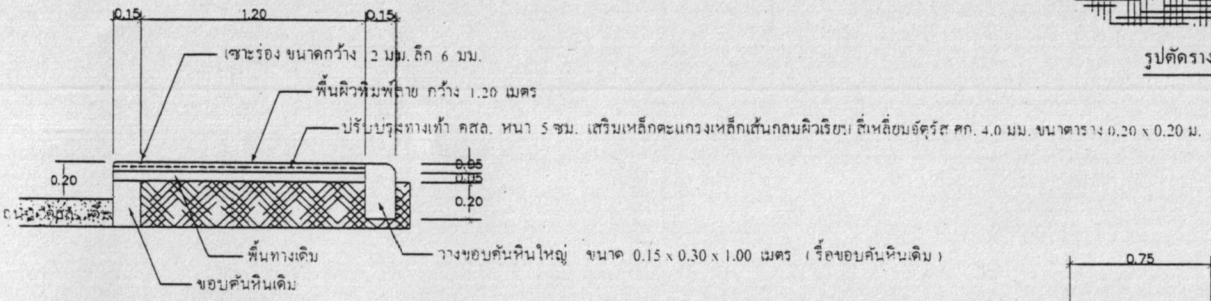 0.15 1.20 0.15
เซาะร่อง ขนาดกว้าง 2 มม. ลึก 6 มม.
รูปตัดราง
พื้นผิวพิมพ์ลาย กว้าง 1.20 เมตร
ปรับปรุงทางเท้า คสล. หนา 5 ซม. เสริมเหล็กตะแกรงเหล็กเส้นกลมผิวเรียบ สี่เหลี่ยมจัตุรัส ศก. 4.0 มม. ขนาดตาราง 0.20 x 0.20 ม.
0.05
0.20
0.05
0.20
พื้นทางเดิม
วางขอบคันหินใหญ่ ขนาด 0.15 x 0.30 x 1.00 เมตร ( รื้อขอบคันหินเดิม )
0.75
ขอบคันหินเดิม